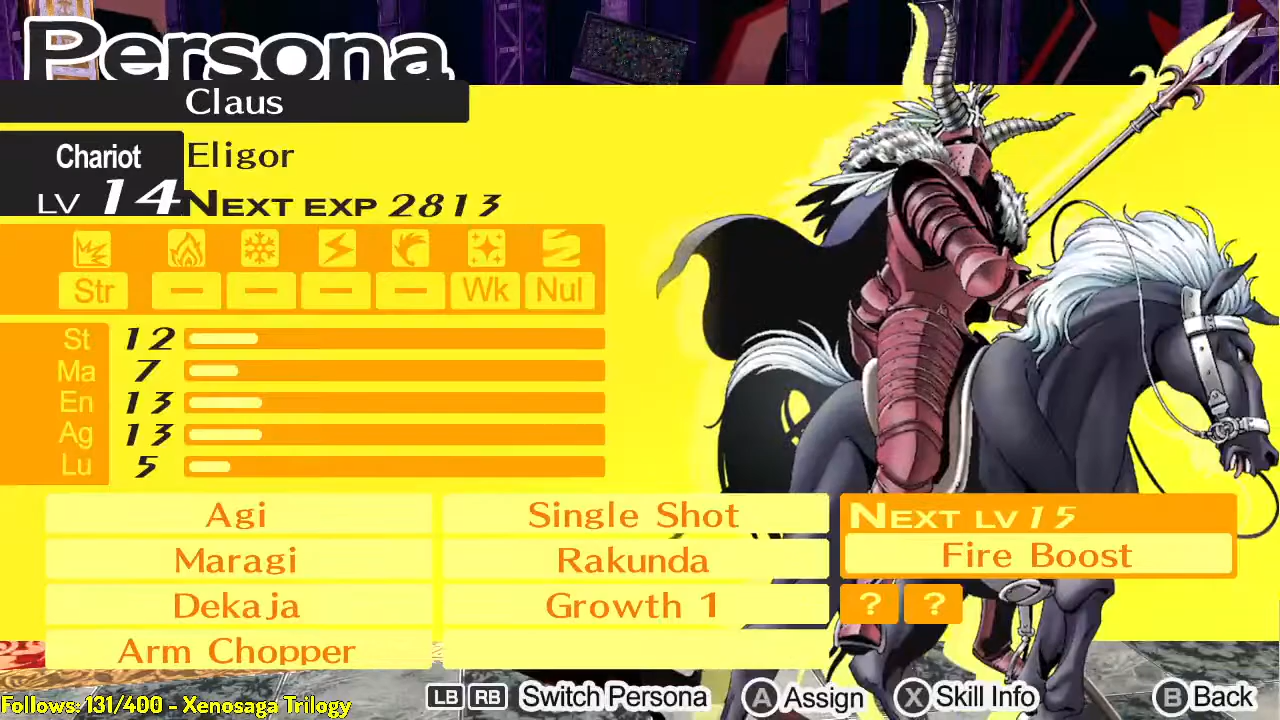 Persona
Claus
Chariot Eligor
LV 14 NEXT EXP 2813
Str — — — — Wk Nul
St 12
Ma 7
En 13
Ag 13
Lu 5
Agi Single Shot NEXT LV 15
Maragi Rakunda Fire Boost
Dekaja Growth 1 ? ?
Arm Chopper
Follows: 131/400 - Xenosaga Trilogy LB RB Switch Persona A Assign X Skill Info B Back